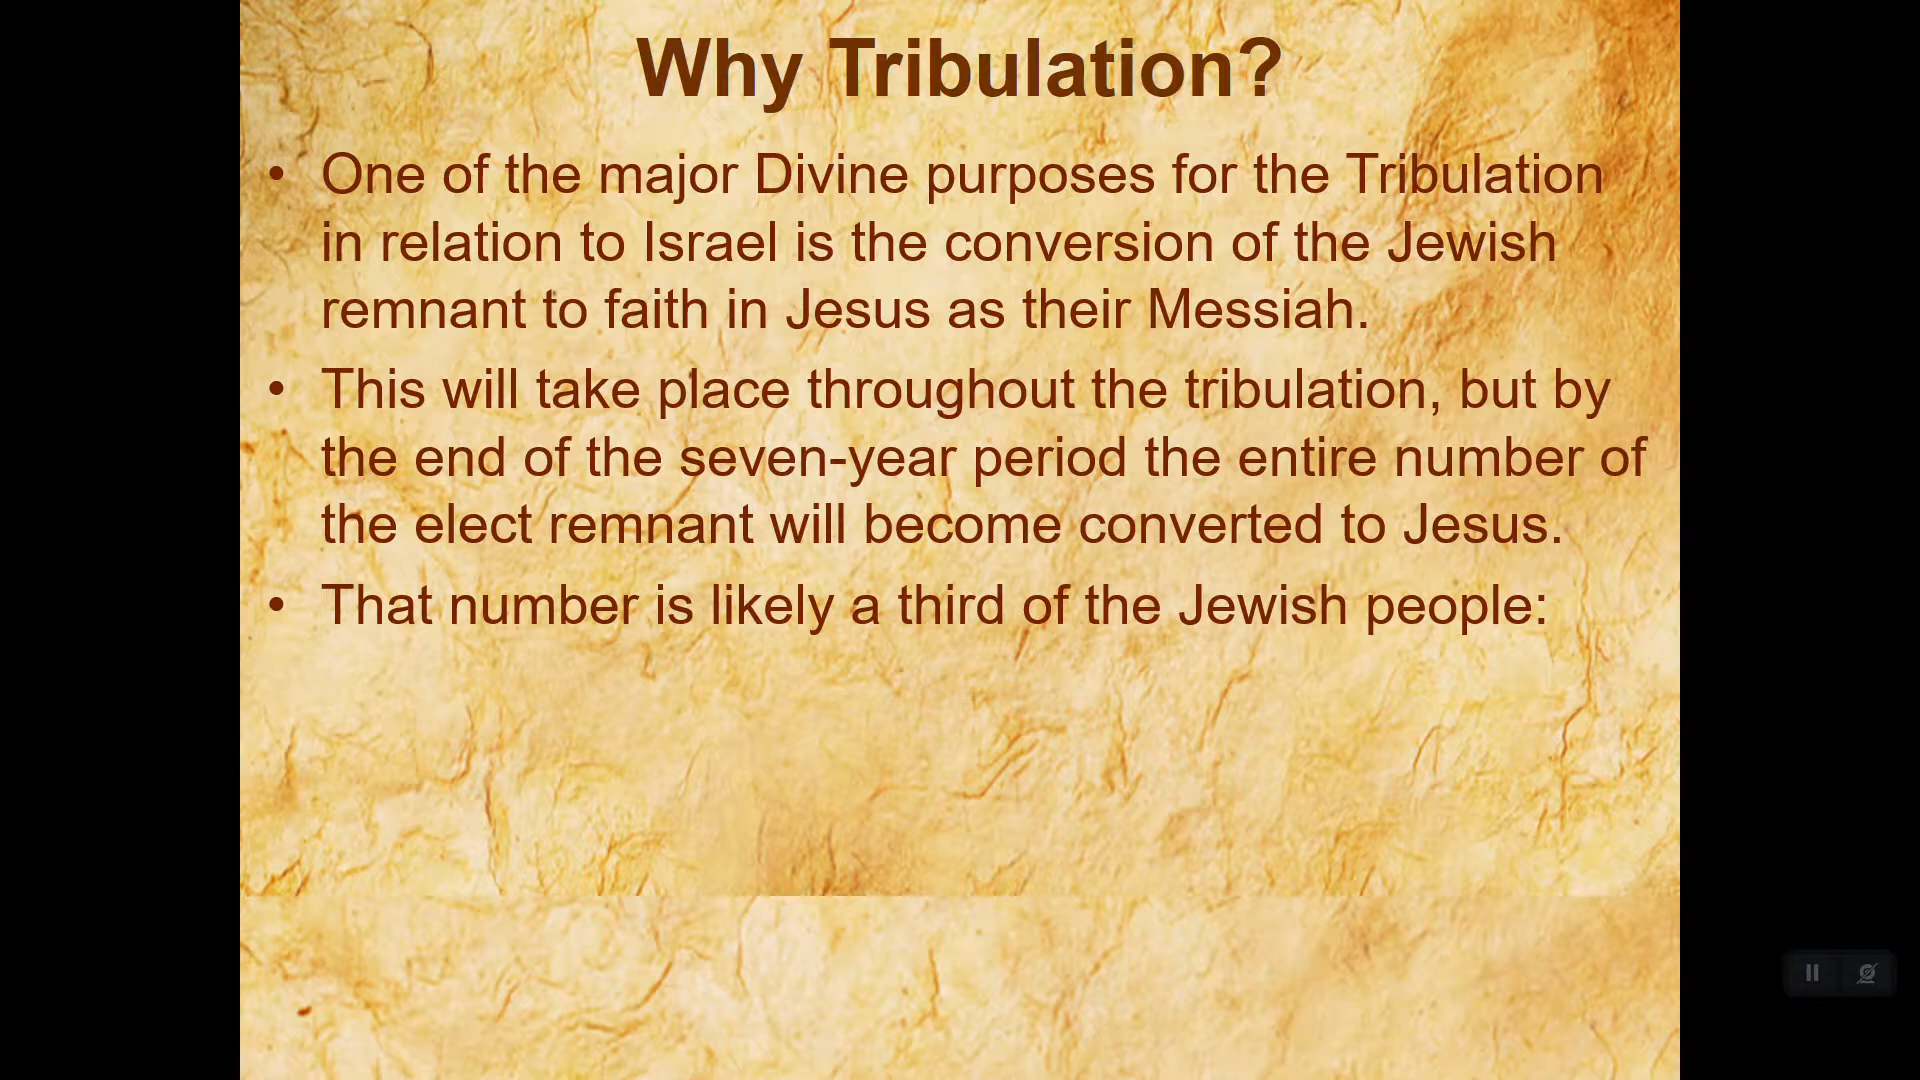 Why Tribulation?
• One of the major Divine purposes for the Tribulation
in relation to Israel is the conversion of the Jewish
remnant to faith in Jesus as their Messiah.
• This will take place throughout the tribulation, but by
the end of the seven-year period the entire number of
the elect remnant will become converted to Jesus.
• That number is likely a third of the Jewish people: